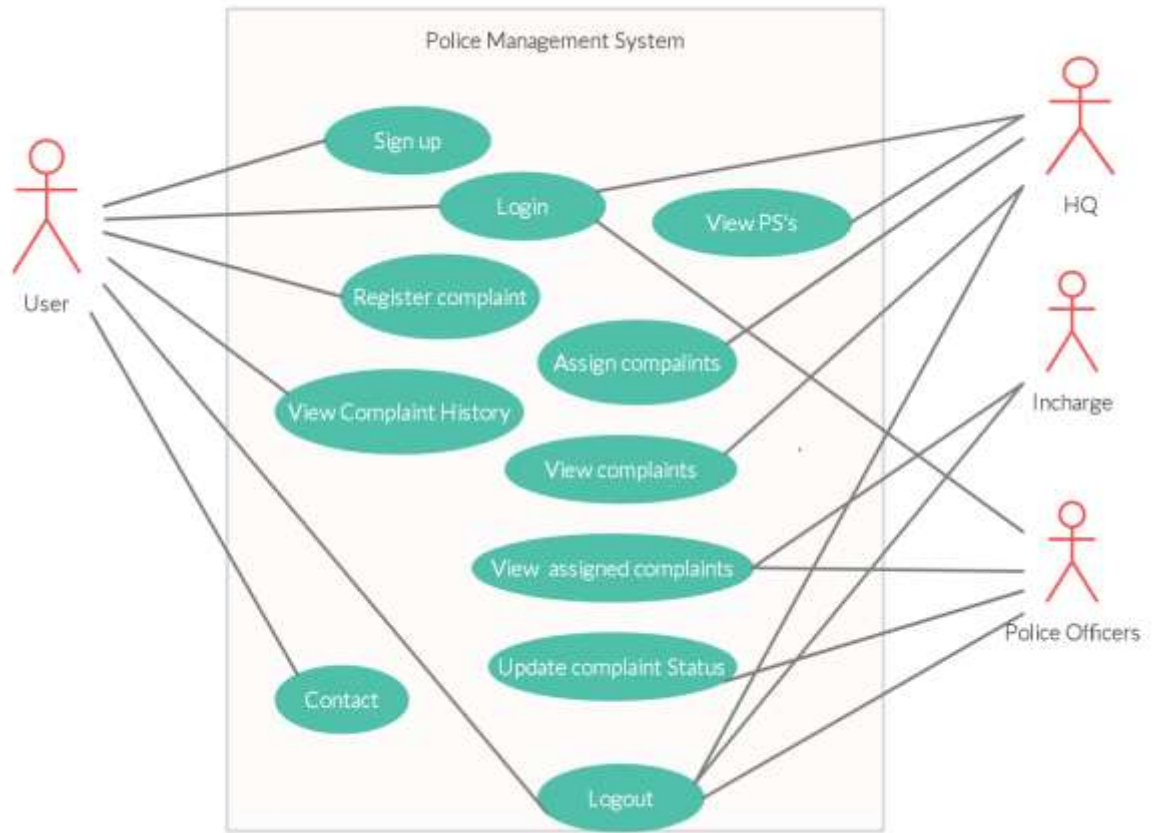 Police Management System
Sign up
Login
View PS's
HQ
User
Register complaint
Assign compalints
Incharge
View Complaint History
View complaints
View assigned complaints
Police Officers
Update complaint Status
Contact
Logout